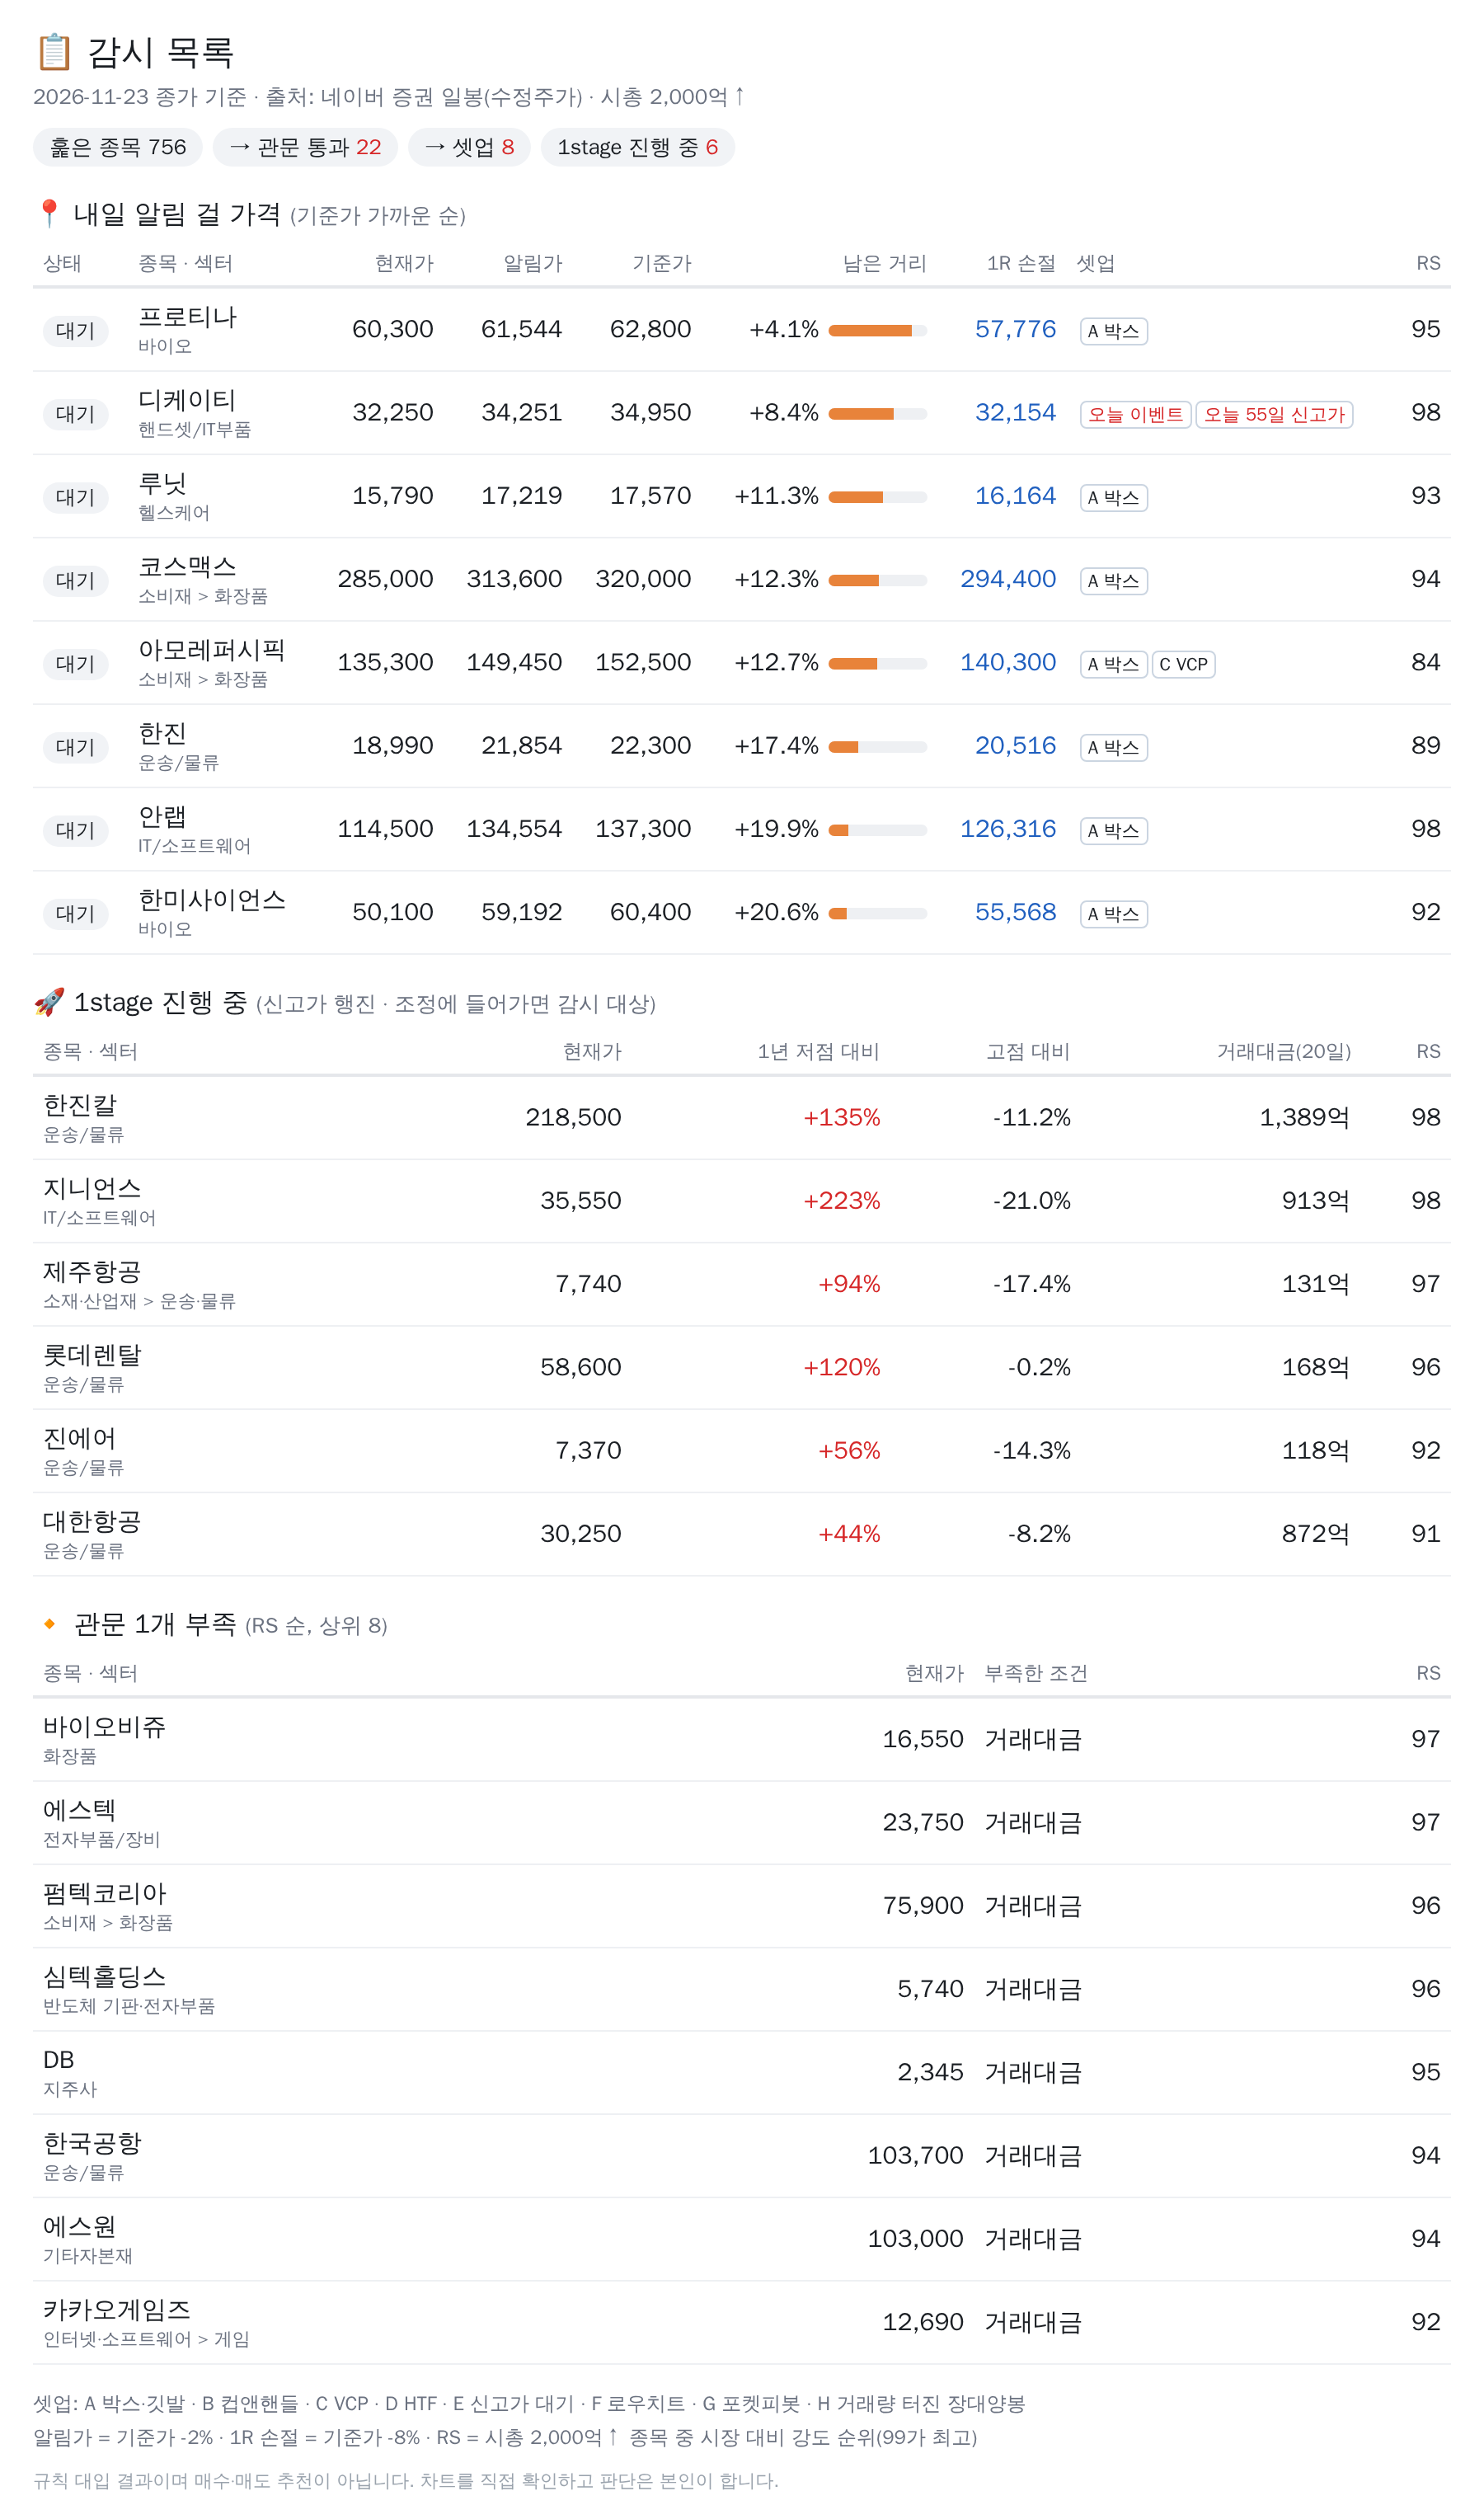 📋 감시 목록
2026-11-23 종가 기준 · 출처: 네이버 증권 일봉(수정주가) · 시총 2,000억↑
훑은 종목 756 → 관문 통과 22 → 셋업 8 1stage 진행 중 6
📍 내일 알림 걸 가격 (기준가 가까운 순)
상태 종목 · 섹터 현재가 알림가 기준가 남은 거리 1R 손절 셋업 RS
대기 프로티나 60,300 61,544 62,800 +4.1% 57,776 A 박스 95
바이오
대기 디케이티 32,250 34,251 34,950 +8.4% 32,154 오늘 이벤트 오늘 55일 신고가 98
핸드셋/IT부품
대기 루닛 15,790 17,219 17,570 +11.3% 16,164 A 박스 93
헬스케어
대기 코스맥스 285,000 313,600 320,000 +12.3% 294,400 A 박스 94
소비재 > 화장품
대기 아모레퍼시픽 135,300 149,450 152,500 +12.7% 140,300 A 박스 C VCP 84
소비재 > 화장품
대기 한진 18,990 21,854 22,300 +17.4% 20,516 A 박스 89
운송/물류
대기 안랩 114,500 134,554 137,300 +19.9% 126,316 A 박스 98
IT/소프트웨어
대기 한미사이언스 50,100 59,192 60,400 +20.6% 55,568 A 박스 92
바이오
🚀 1stage 진행 중 (신고가 행진 · 조정에 들어가면 감시 대상)
종목 · 섹터 현재가 1년 저점 대비 고점 대비 거래대금(20일) RS
한진칼 218,500 +135% -11.2% 1,389억 98
운송/물류
지니언스 35,550 +223% -21.0% 913억 98
IT/소프트웨어
제주항공 7,740 +94% -17.4% 131억 97
소재·산업재 > 운송·물류
롯데렌탈 58,600 +120% -0.2% 168억 96
운송/물류
진에어 7,370 +56% -14.3% 118억 92
운송/물류
대한항공 30,250 +44% -8.2% 872억 91
운송/물류
🔸 관문 1개 부족 (RS 순, 상위 8)
종목 · 섹터 현재가 부족한 조건 RS
바이오비쥬 16,550 거래대금 97
화장품
에스텍 23,750 거래대금 97
전자부품/장비
펌텍코리아 75,900 거래대금 96
소비재 > 화장품
심텍홀딩스 5,740 거래대금 96
반도체 기판·전자부품
DB 2,345 거래대금 95
지주사
한국공항 103,700 거래대금 94
운송/물류
에스원 103,000 거래대금 94
기타자본재
카카오게임즈 12,690 거래대금 92
인터넷·소프트웨어 > 게임
셋업: A 박스·깃발 · B 컵앤핸들 · C VCP · D HTF · E 신고가 대기 · F 로우치트 · G 포켓피봇 · H 거래량 터진 장대양봉
알림가 = 기준가 -2% · 1R 손절 = 기준가 -8% · RS = 시총 2,000억↑ 종목 중 시장 대비 강도 순위(99가 최고)
규칙 대입 결과이며 매수·매도 추천이 아닙니다. 차트를 직접 확인하고 판단은 본인이 합니다.